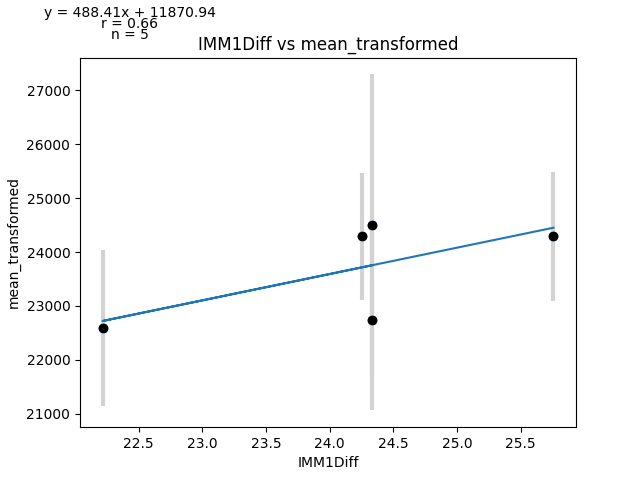 y = 488.41x + 11870.94
r = 0.66
n = 5
IMM1Diff vs mean_transformed
27000
26000
25000
24000
23000
22000
21000
mean_transformed
22.5 23.0 23.5 24.0 24.5 25.0 25.5
IMM1Diff